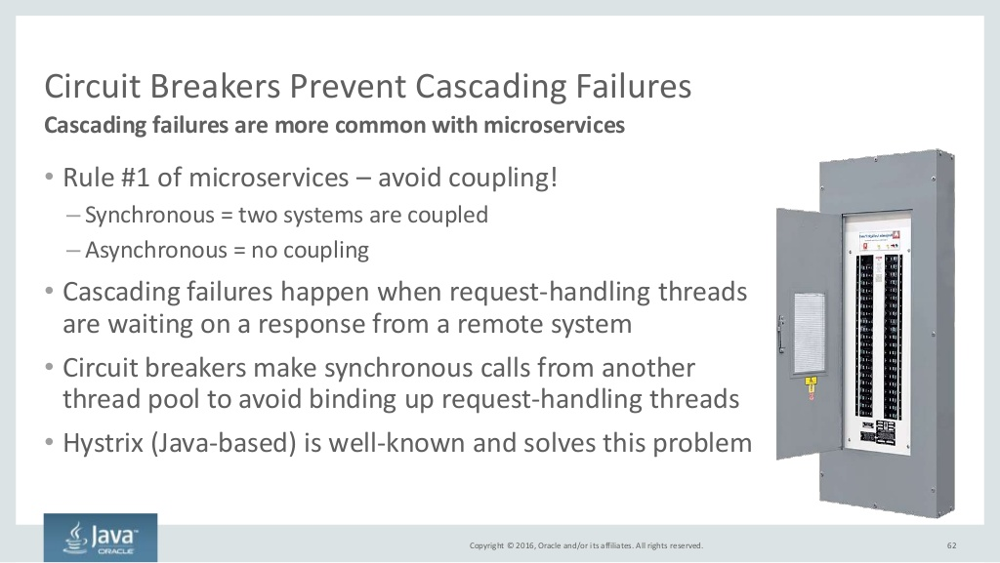 Circuit Breakers Prevent Cascading Failures
Cascading failures are more common with microservices
• Rule #1 of microservices – avoid coupling!
– Synchronous = two systems are coupled
– Asynchronous = no coupling
• Cascading failures happen when request-handling threads
are waiting on a response from a remote system
• Circuit breakers make synchronous calls from another
thread pool to avoid binding up request-handling threads
• Hystrix (Java-based) is well-known and solves this problem
Java™
ORACLE
Copyright © 2016, Oracle and/or its affiliates. All rights reserved.
62